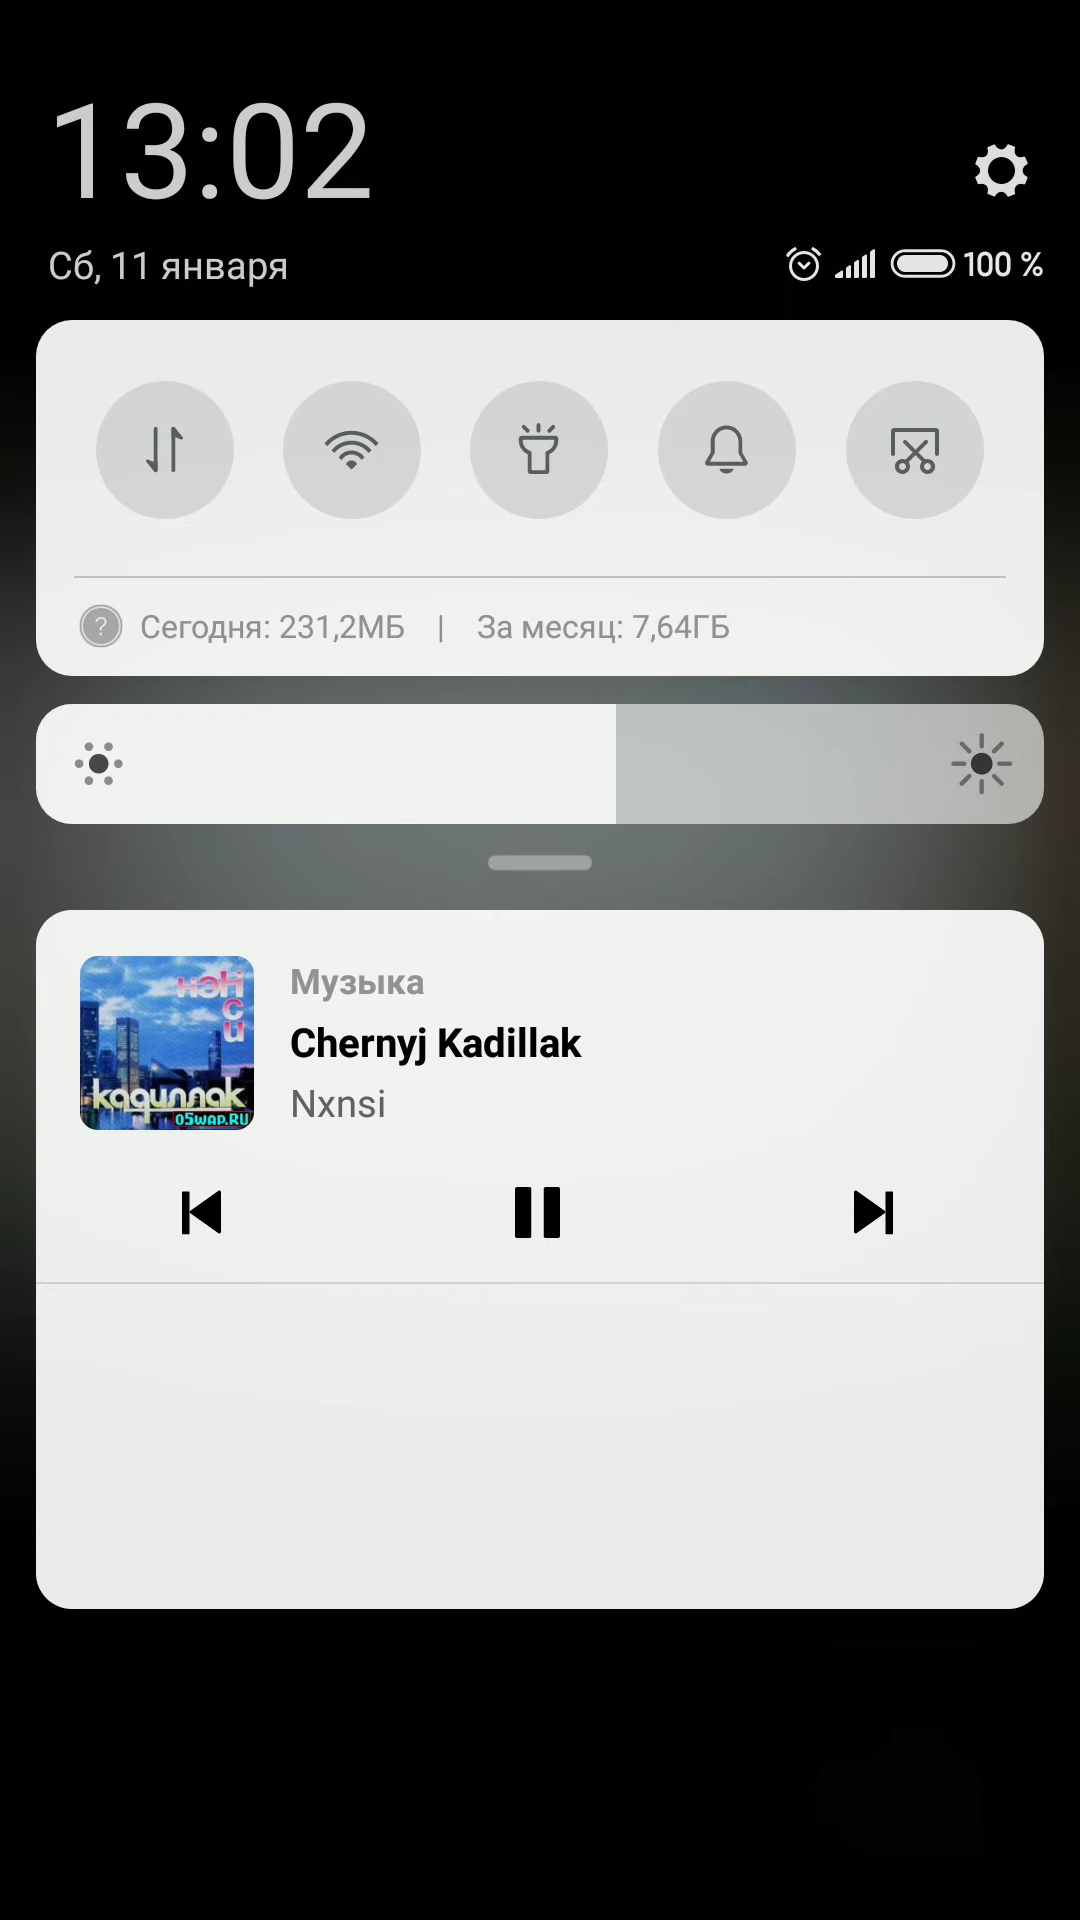 13:02
Сб, 11 января
100 %
Сегодня: 231,2МБ | За месяц: 7,64ГБ
Музыка
Chernyj Kadillak
Nxnsi
нэнси
кадиллак
05WAP.RU